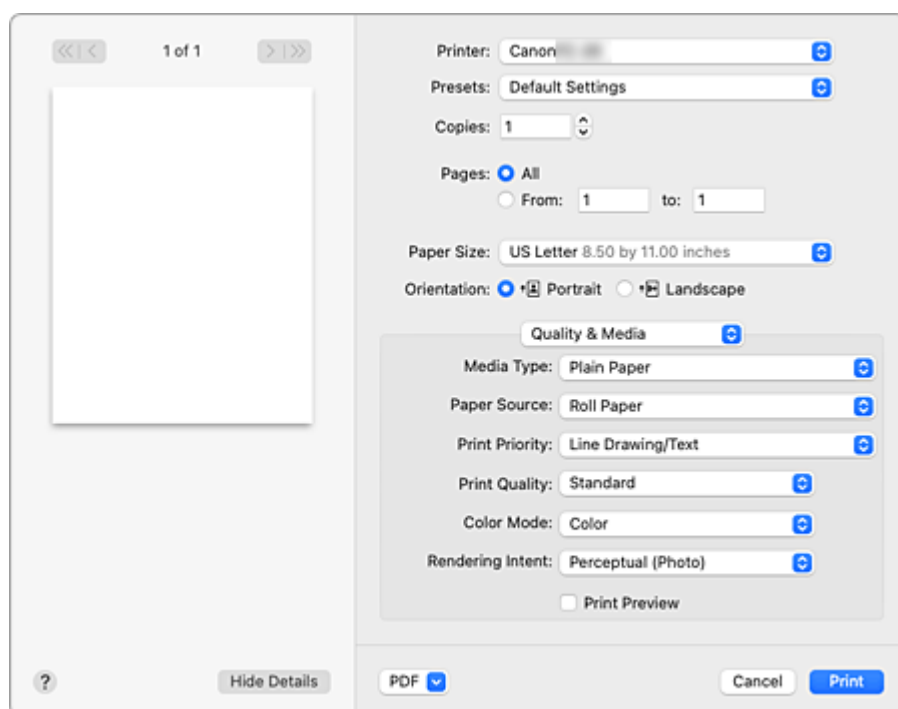 1 of 1
Printer: Canon
Presets: Default Settings
Copies: 1
Pages: All
From: 1 to: 1
Paper Size: US Letter 8.50 by 11.00 inches
Orientation: Portrait Landscape
Quality & Media
Media Type: Plain Paper
Paper Source: Roll Paper
Print Priority: Line Drawing/Text
Print Quality: Standard
Color Mode: Color
Rendering Intent: Perceptual (Photo)
Print Preview
? Hide Details PDF Cancel Print